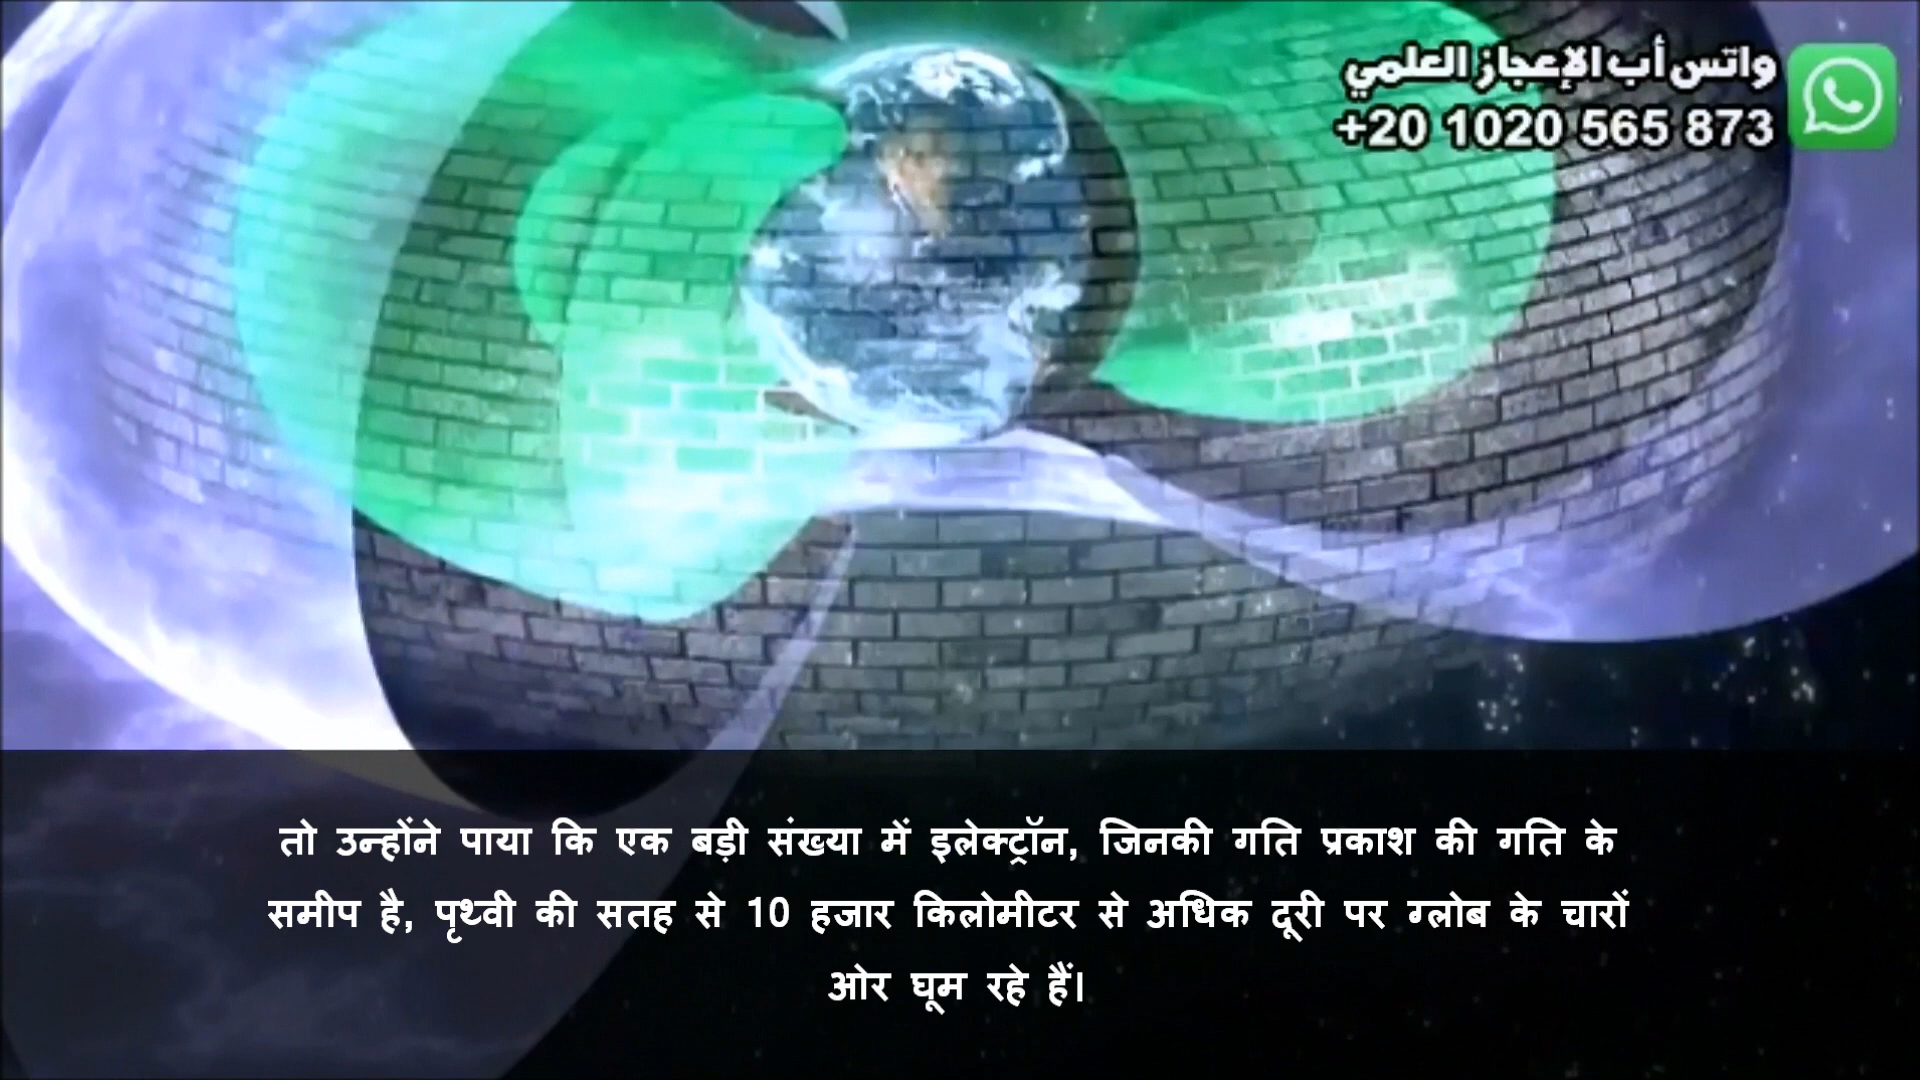 واتس أب الإعجاز العلمي
+20 1020 565 873
तो उन्होंने पाया कि एक बड़ी संख्या में इलेक्ट्रॉन, जिनकी गति प्रकाश की गति के
समीप है, पृथ्वी की सतह से 10 हजार किलोमीटर से अधिक दूरी पर ग्लोब के चारों
ओर घूम रहे हैं।